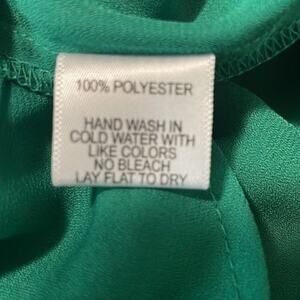 100% POLYESTER
HAND WASH IN
COLD WATER WITH
LIKE COLORS
NO BLEACH
LAY FLAT TO DRY